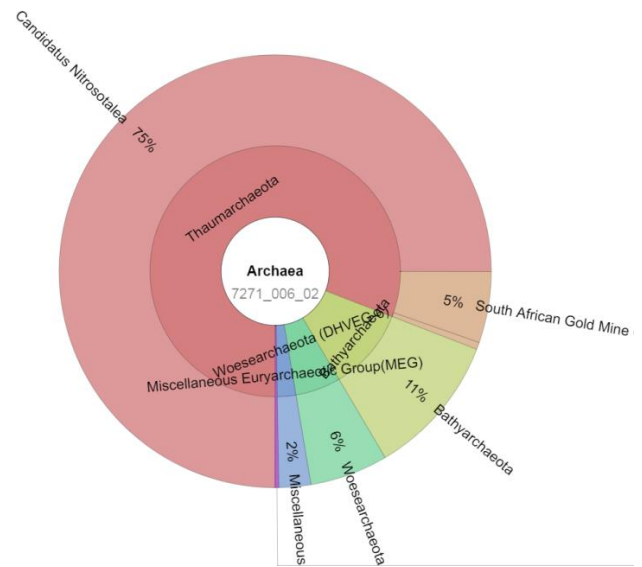 Candidatus Nitrosotalea 75%
Thaumarchaeota
Archaea
7271_006_02
5% South African Gold Mine
Bathyarchaeota
Woesearchaeota (DHVEG
Miscellaneous Euryarchaeotic Group(MEG)
11% Bathyarchaeota
6% Woesearchaeota
2% Miscellaneous